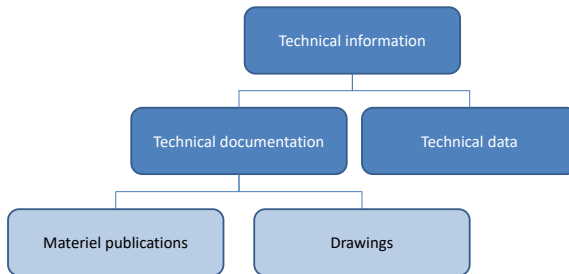 Technical information
Technical documentation
Technical data
Materiel publications
Drawings